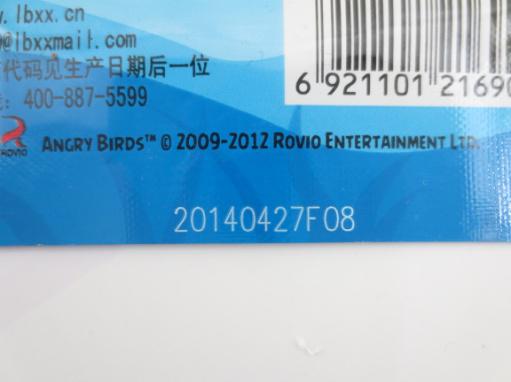 .lbxx.cn
@lbxxmail.com
代码见生产日期后一位
: 400-887-5599
6 921101 21690
ROVIO ANGRY BIRDS™ © 2009-2012 ROVIO ENTERTAINMENT LTD.
20140427F08